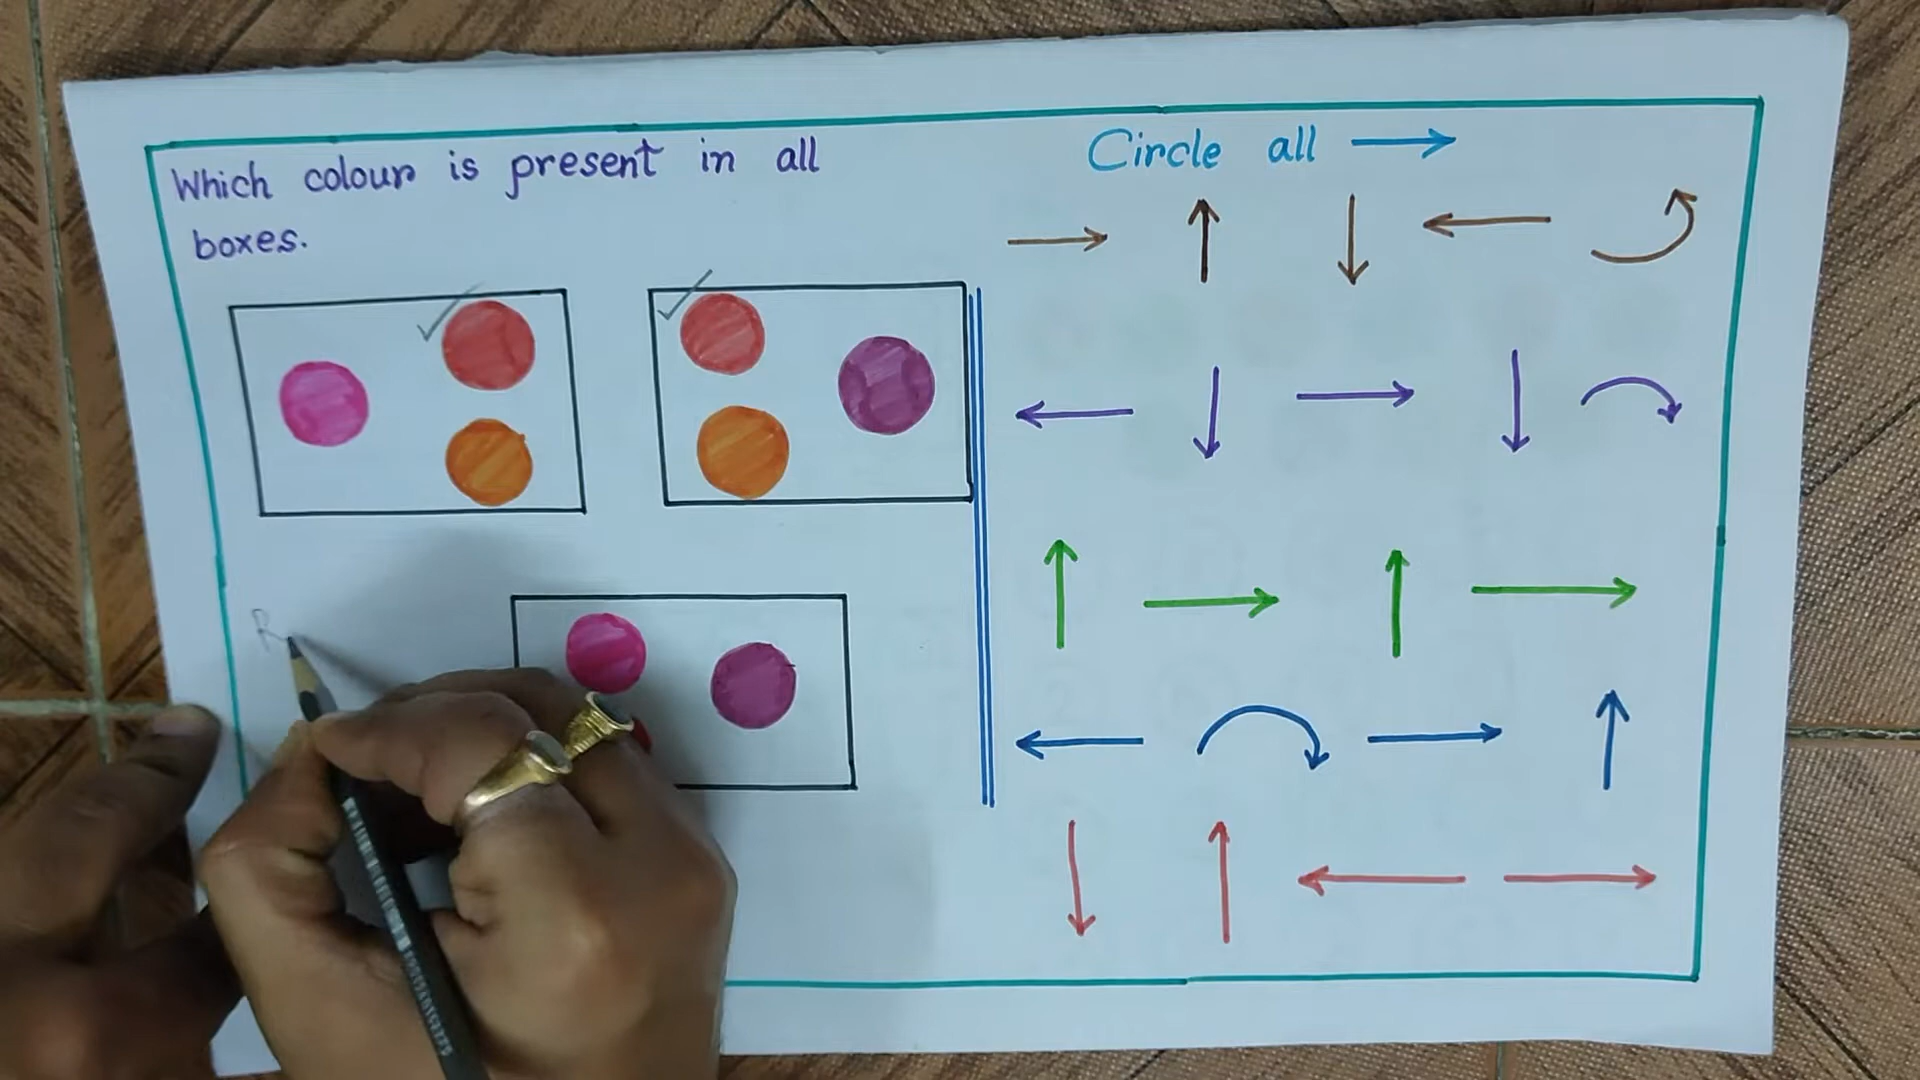 Which colour is present in all
boxes.
R
Circle all →